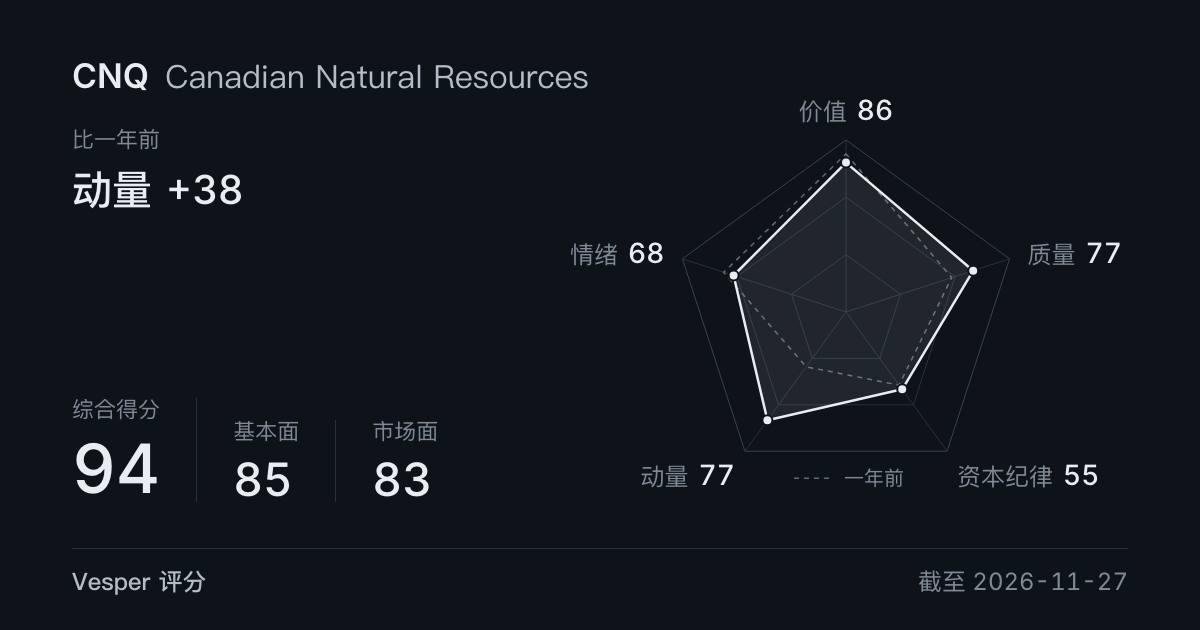 CNQ Canadian Natural Resources
比一年前
动量 +38
价值 86
情绪 68
质量 77
综合得分
94
基本面
85
市场面
83
动量 77
一年前
资本纪律 55
Vesper 评分
截至 2026-11-27